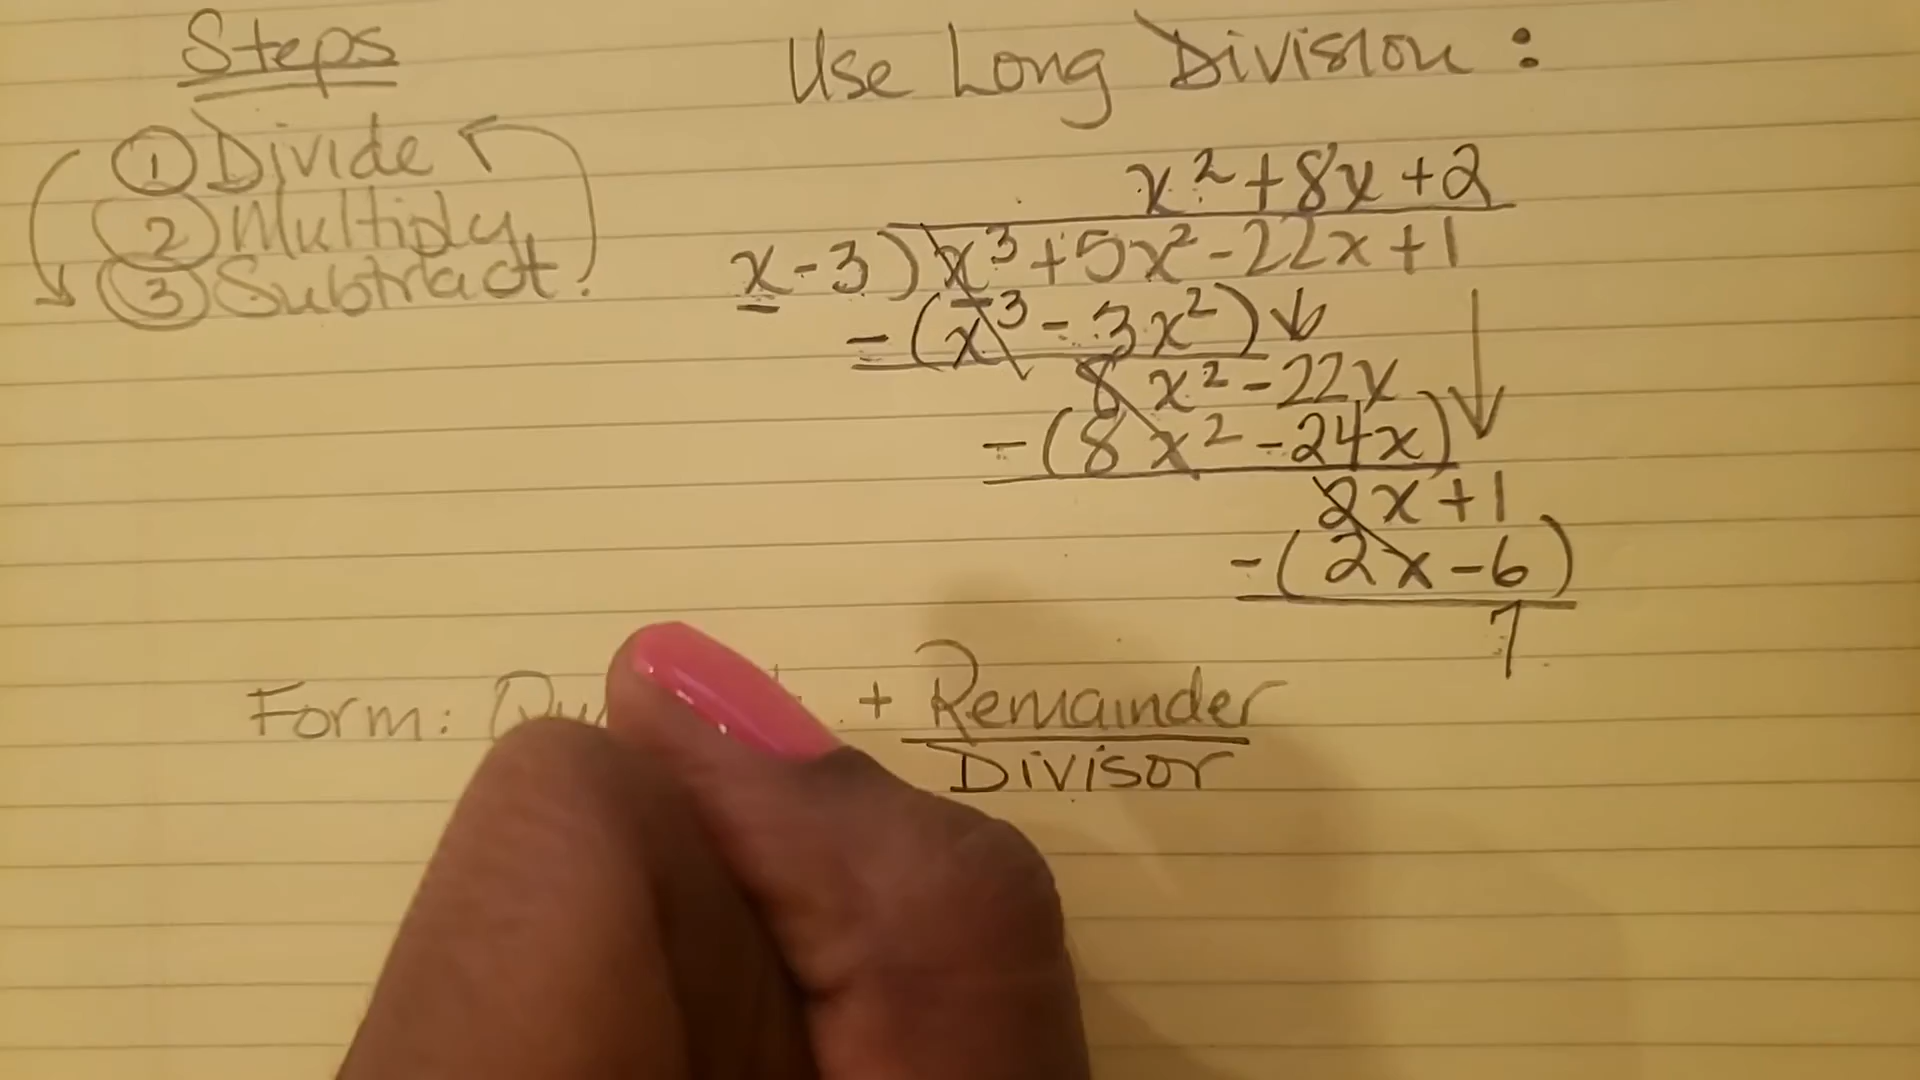 Steps
① Divide
② Multiply
③ Subtract
Use Long Division :
x² + 8x + 2
x - 3 ) x³ + 5x² - 22x + 1
- (x³ - 3x²)
8x² - 22x
- (8x² - 24x)
2x + 1
- (2x - 6)
7
Form: + Remainder
Divisor